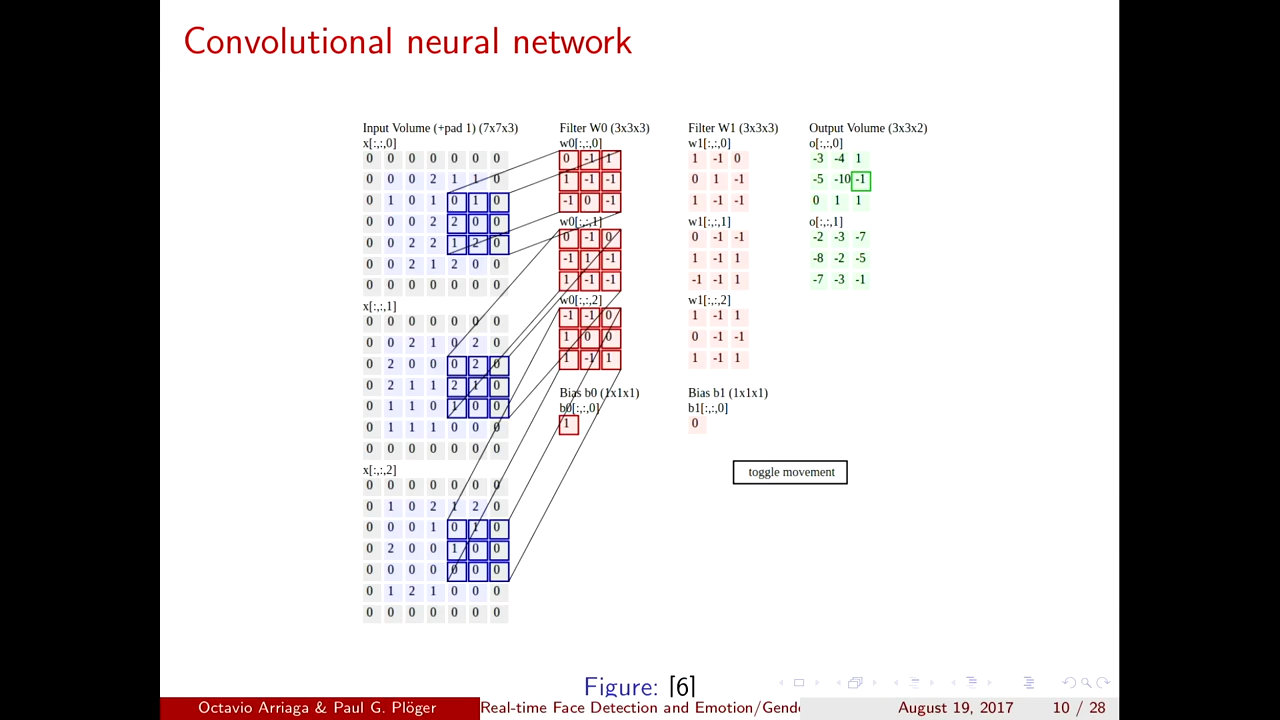 Convolutional neural network
Input Volume (+pad 1) (7x7x3)
x[:,:,0]
0 0 0 0 0 0 0
0 0 0 2 1 1 0
0 1 0 1 0 1 0
0 0 0 2 2 0 0
0 0 2 2 1 2 0
0 0 2 1 2 0 0
0 0 0 0 0 0 0
x[:,:,1]
0 0 0 0 0 0 0
0 0 2 1 0 2 0
0 2 0 0 0 2 0
0 2 1 1 2 1 0
0 1 1 0 1 0 0
0 1 1 1 0 0 0
0 0 0 0 0 0 0
x[:,:,2]
0 0 0 0 0 0 0
0 1 0 2 1 2 0
0 0 0 1 0 1 0
0 2 0 0 1 0 0
0 0 0 0 0 0 0
0 1 2 1 0 0 0
0 0 0 0 0 0 0
Filter W0 (3x3x3)
w0[:,:,0]
0 -1 1
1 -1 -1
-1 0 -1
w0[:,:,1]
0 -1 0
-1 1 -1
1 -1 -1
w0[:,:,2]
-1 -1 0
1 0 0
1 -1 1
Bias b0 (1x1x1)
b0[:,:,0]
1
Filter W1 (3x3x3)
w1[:,:,0]
1 -1 0
0 1 -1
1 -1 -1
w1[:,:,1]
0 -1 -1
1 1 1
-1 -1 1
w1[:,:,2]
1 -1 1
0 -1 -1
1 -1 1
Bias b1 (1x1x1)
b1[:,:,0]
0
Output Volume (3x3x2)
o[:,:,0]
-3 -4 1
-5 -10 -1
0 1 1
o[:,:,1]
-2 -3 -7
-8 -2 -5
-7 -3 -1
toggle movement
Figure: [6]
Octavio Arriaga & Paul G. Plöger
Real-time Face Detection and Emotion/Gende
August 19, 2017
10 / 28